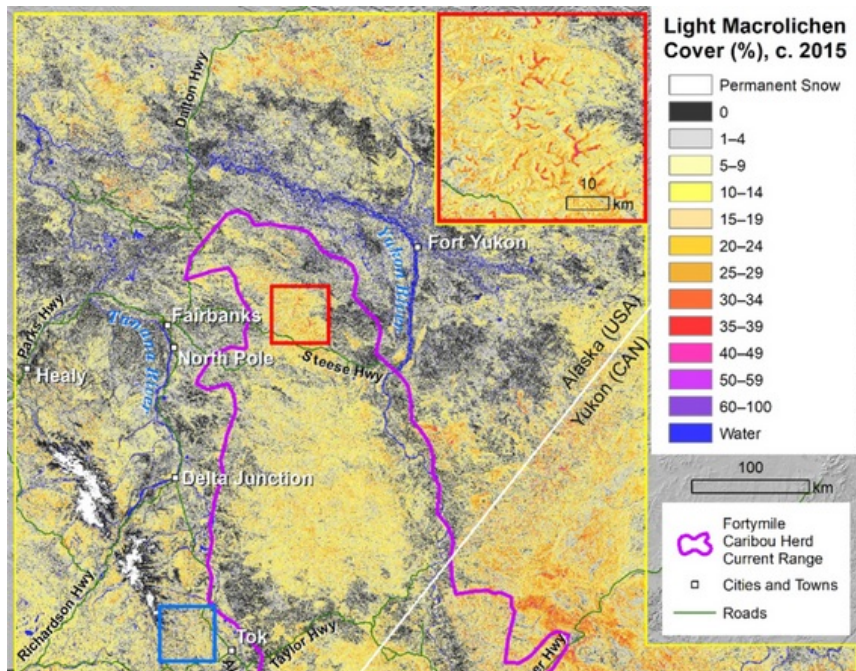 Light Macrolichen
Cover (%), c. 2015
Permanent Snow
0
1–4
5–9
10–14
15–19
20–24
25–29
30–34
35–39
40–49
50–59
60–100
Water
100
km
Fortymile
Caribou Herd
Current Range
Cities and Towns
Roads
10
km
Dalton Hwy
Yukon River
Fort Yukon
Parks Hwy
Tanana River
Fairbanks
North Pole
Healy
Steese Hwy
Alaska (USA)
Yukon (CAN)
Delta Junction
Richardson Hwy
Tok
Taylor Hwy
er Hwy